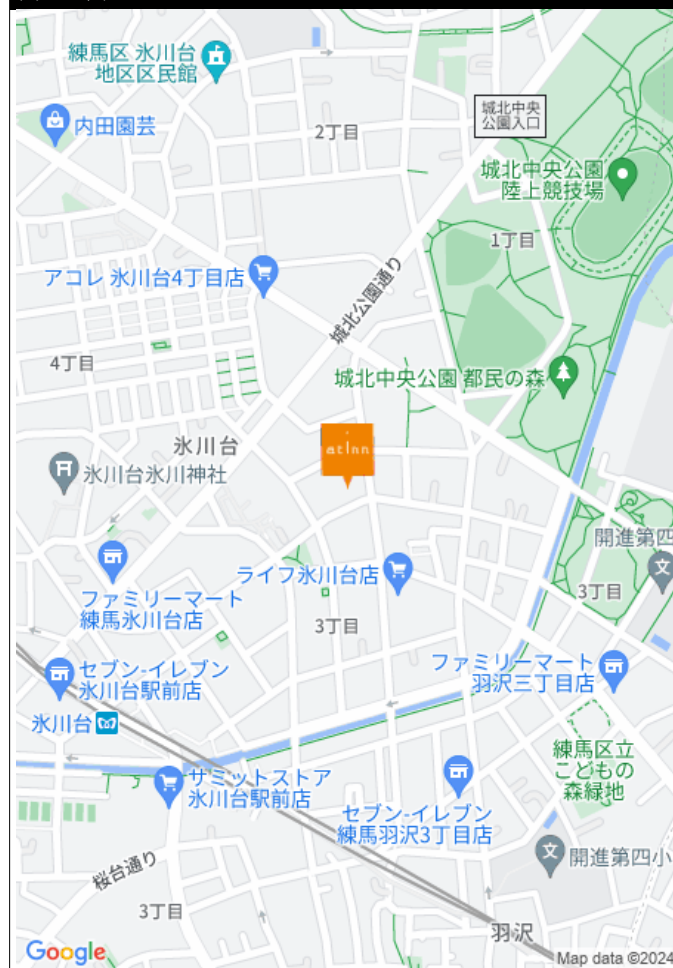 練馬区 氷川台
地区区民館
城北中央
公園入口
内田園芸
2丁目
城北中央公園
陸上競技場
1丁目
アコレ 氷川台4丁目店
城北公園通り
4丁目
城北中央公園 都民の森
氷川台
atInn
氷川台氷川神社
開進第四
ライフ氷川台店
ファミリーマート
練馬氷川台店
3丁目
3丁目
セブン-イレブン
氷川台駅前店
ファミリーマート
羽沢三丁目店
氷川台
練馬区立
こどもの
森緑地
サミットストア
氷川台駅前店
セブン-イレブン
練馬羽沢3丁目店
開進第四小
桜台通り
3丁目
羽沢
Google
Map data ©2024